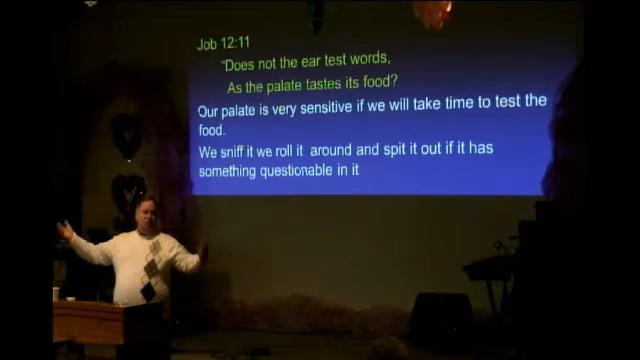 Job 12:11
“Does not the ear test words,
As the palate tastes its food?
Our palate is very sensitive if we will take time to test the
food.
We sniff it we roll it around and spit it out if it has
something questionable in it